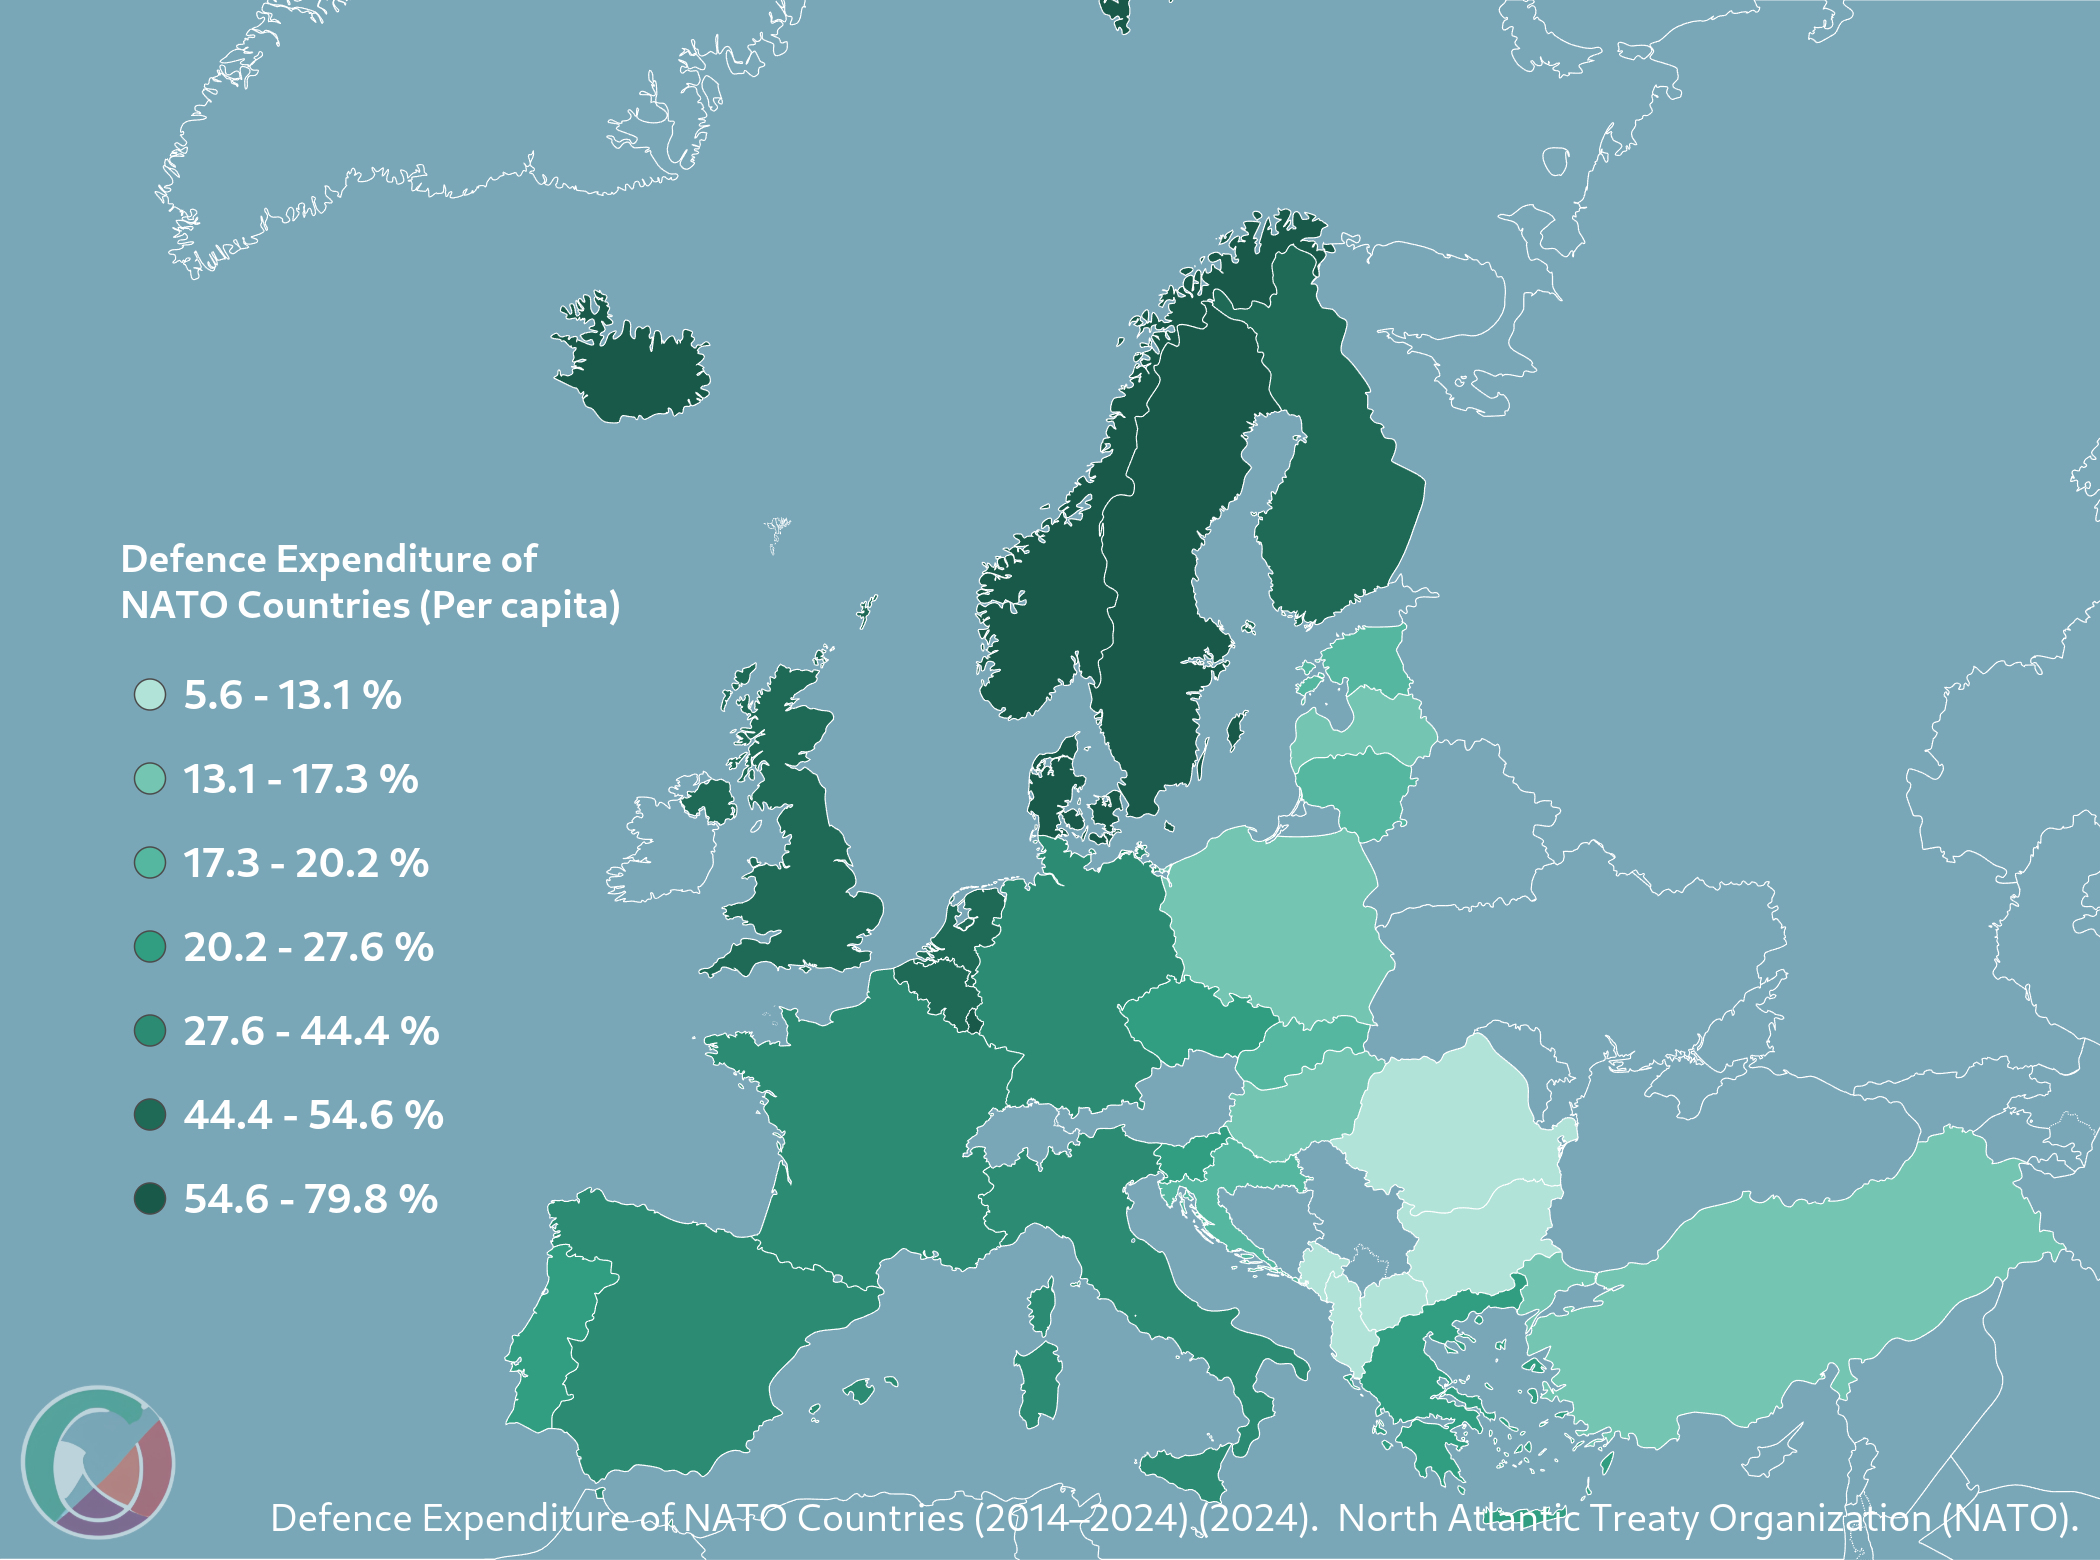 Defence Expenditure of
NATO Countries (Per capita)
5.6 - 13.1 %
13.1 - 17.3 %
17.3 - 20.2 %
20.2 - 27.6 %
27.6 - 44.4 %
44.4 - 54.6 %
54.6 - 79.8 %
Defence Expenditure of NATO Countries (2014–2024) (2024).  North Atlantic Treaty Organization (NATO).